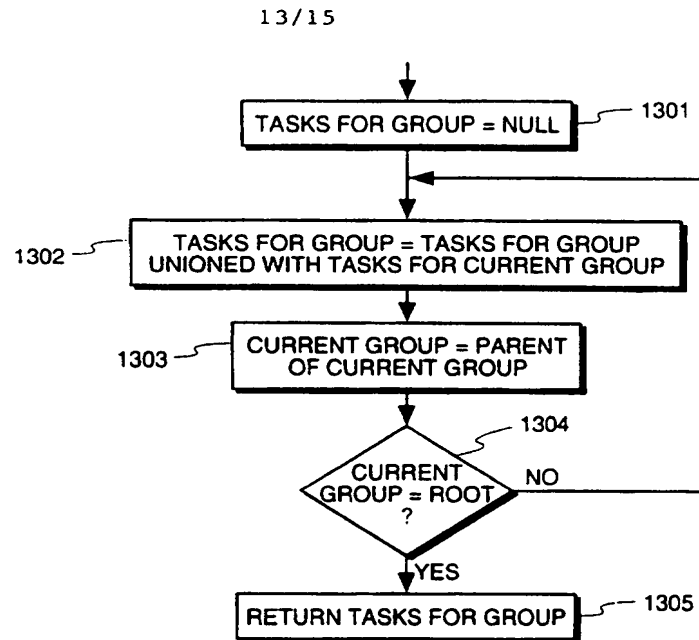 13/15
TASKS FOR GROUP = NULL
1301
1302
TASKS FOR GROUP = TASKS FOR GROUP
UNIONED WITH TASKS FOR CURRENT GROUP
1303
CURRENT GROUP = PARENT
OF CURRENT GROUP
1304
CURRENT
GROUP = ROOT
?
NO
YES
RETURN TASKS FOR GROUP
1305